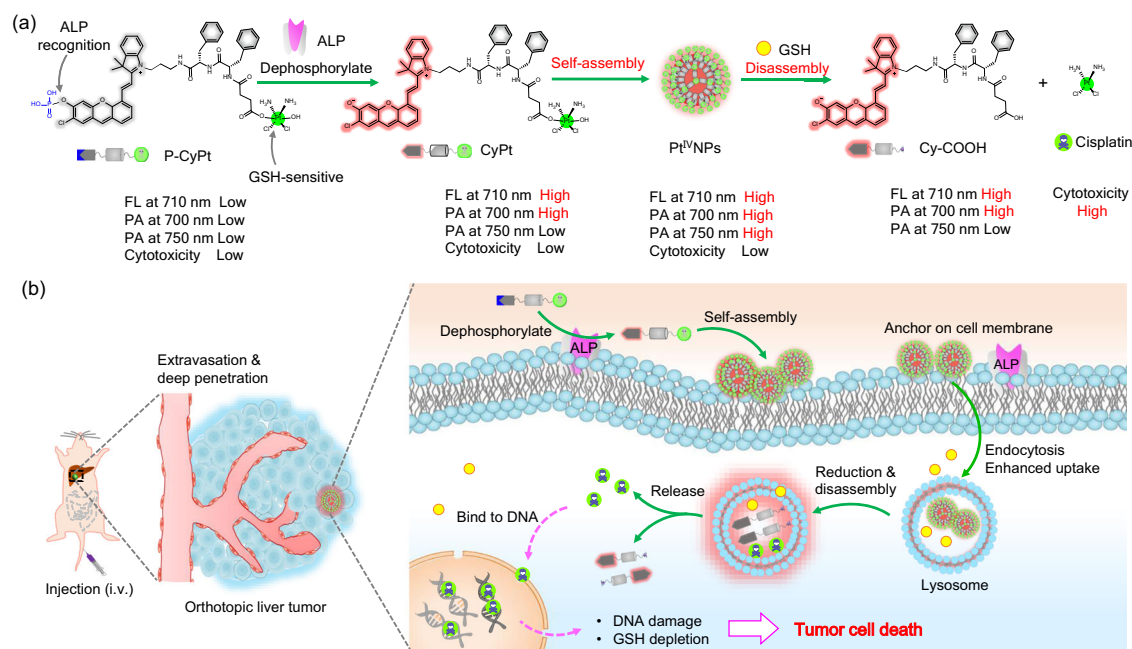 (a)
ALP
recognition
ALP
Dephosphorylate
Self-assembly
GSH
Disassembly
+
P-CyPt
GSH-sensitive
CyPt
Pt^IV NPs
Cy-COOH
Cisplatin
FL at 710 nm Low
PA at 700 nm Low
PA at 750 nm Low
Cytotoxicity Low
FL at 710 nm High
PA at 700 nm High
PA at 750 nm Low
Cytotoxicity Low
FL at 710 nm High
PA at 700 nm High
PA at 750 nm High
Cytotoxicity Low
FL at 710 nm High
PA at 700 nm High
PA at 750 nm Low
Cytotoxicity
High
(b)
Extravasation &
deep penetration
Injection (i.v.)
Orthotopic liver tumor
Dephosphorylate
ALP
Self-assembly
Anchor on cell membrane
ALP
Endocytosis
Enhanced uptake
Reduction &
disassembly
Release
Lysosome
Bind to DNA
• DNA damage
• GSH depletion
Tumor cell death